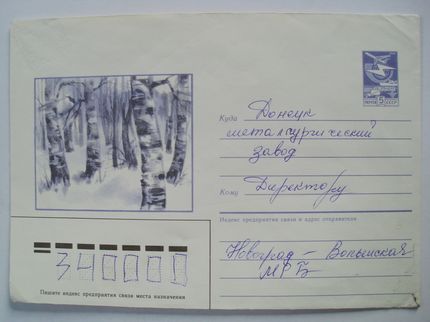 ПОЧТА СССР
Куда Донецк
металлургический
завод
Кому Директору
Индекс предприятия связи и адрес отправителя
Новоград - Волынская
МРБ
340000
Пишите индекс предприятия связи места назначения